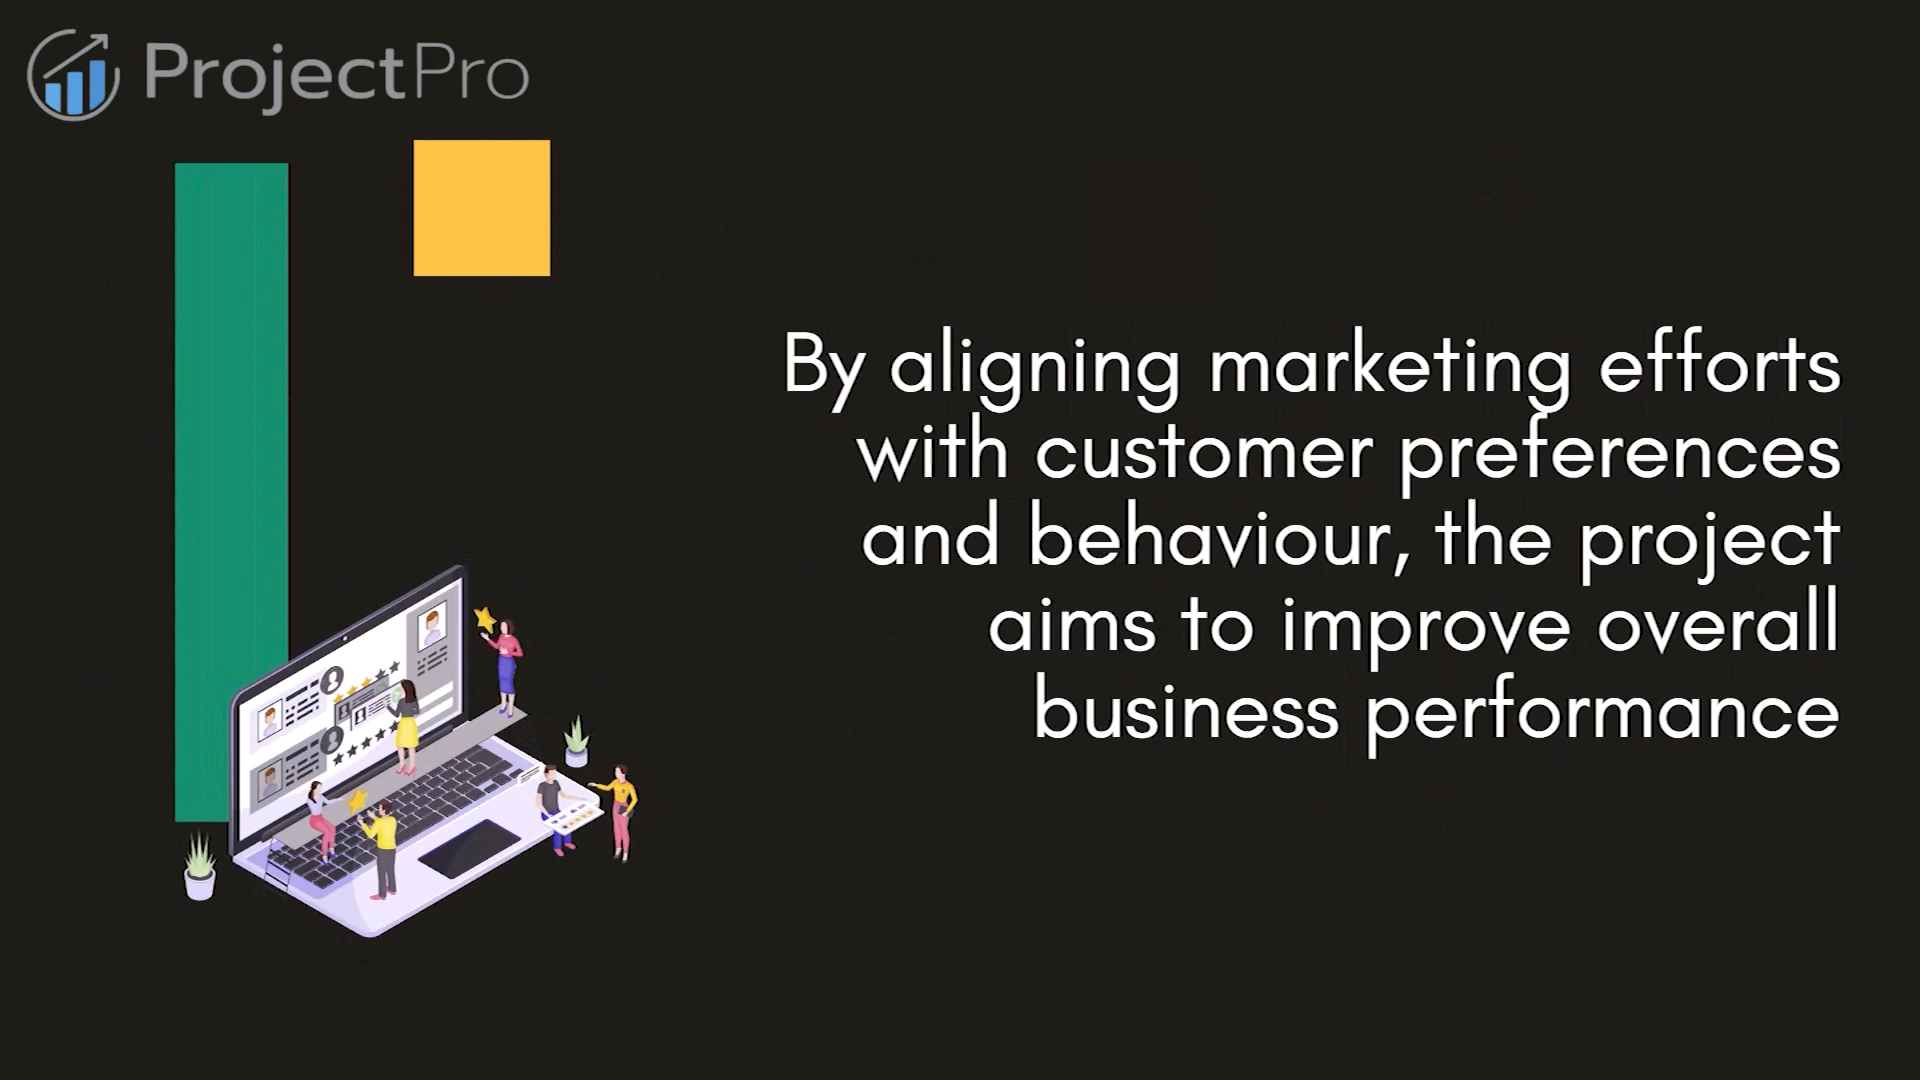 ProjectPro
By aligning marketing efforts
with customer preferences
and behaviour, the project
aims to improve overall
business performance